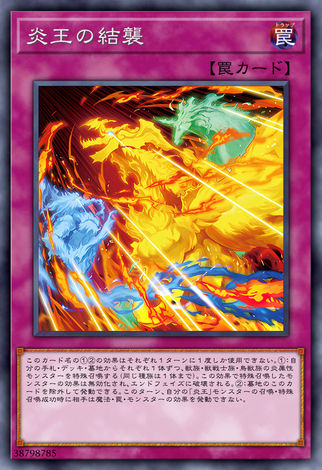 炎王の結襲
トラップ
罠
【罠カード】
このカード名の①②の効果はそれぞれ１ターンに１度しか使用できない。①：自
分の手札・デッキ・墓地からそれぞれ１体ずつ、獣族・獣戦士族・鳥獣族の炎属性
モンスターを特殊召喚する（同じ種族は１体まで）。この効果で特殊召喚したモ
ンスターの効果は無効化され、エンドフェイズに破壊される。②：墓地のこのカー
ドを除外して発動できる。このターン、自分の「炎王」モンスターの召喚・特殊
召喚成功時に相手は魔法・罠・モンスターの効果を発動できない。
38798785